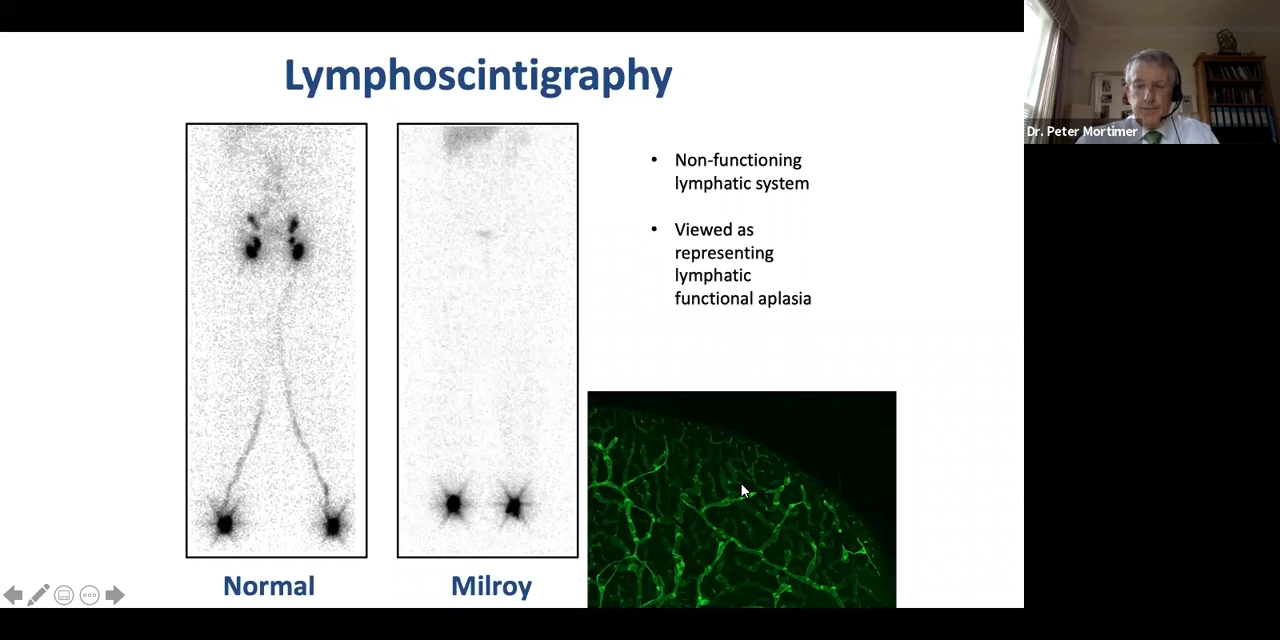 Lymphoscintigraphy
• Non-functioning
lymphatic system
• Viewed as
representing
lymphatic
functional aplasia
Normal
Milroy
Dr. Peter Mortimer